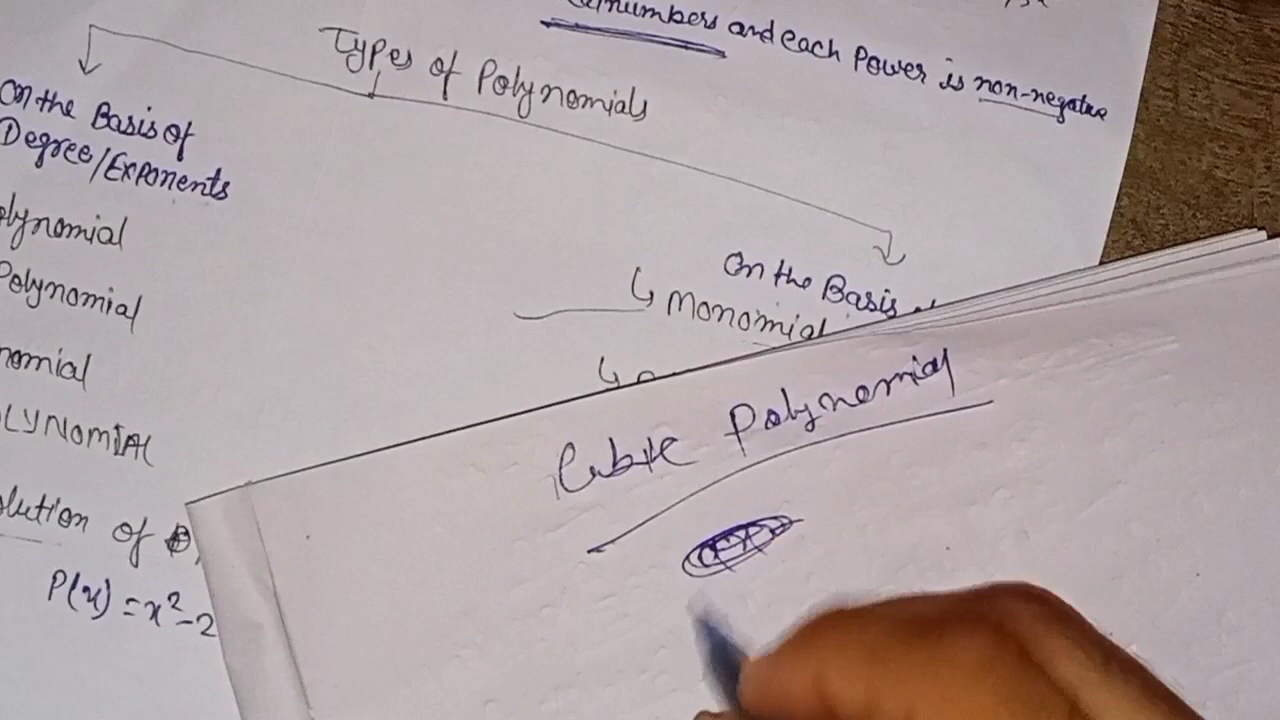 numbers and each Power is non-negative
Types of Polynomials
On the Basis of
Degree/Exponents
Polynomial
nomial
LYNOMIAL
lution of
P(x) = x² - 2
On the Basis
↳ Monomial
↳
Cubic Polynomial